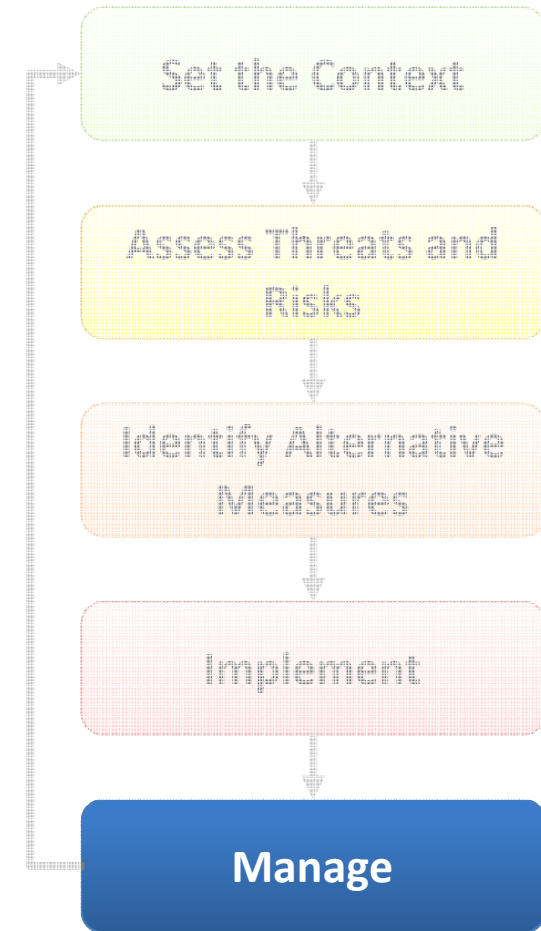 Set the Context
Assess Threats and
Risks
Identify Alternative
Measures
Implement
Manage